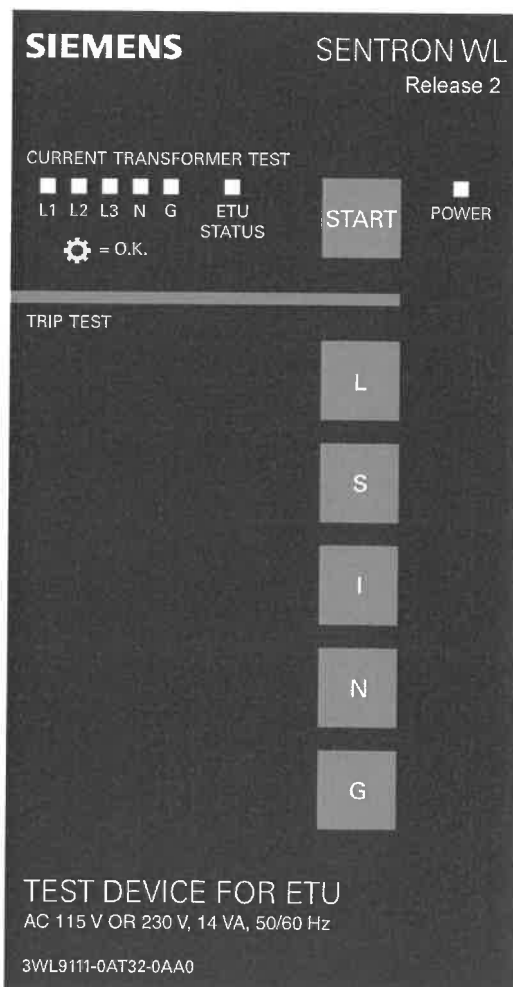 SIEMENS
SENTRON WL
Release 2
CURRENT TRANSFORMER TEST
L1 L2 L3 N G ETU STATUS
START
POWER
= O.K.
TRIP TEST
L
S
I
N
G
TEST DEVICE FOR ETU
AC 115 V OR 230 V, 14 VA, 50/60 Hz
3WL9111-0AT32-0AA0